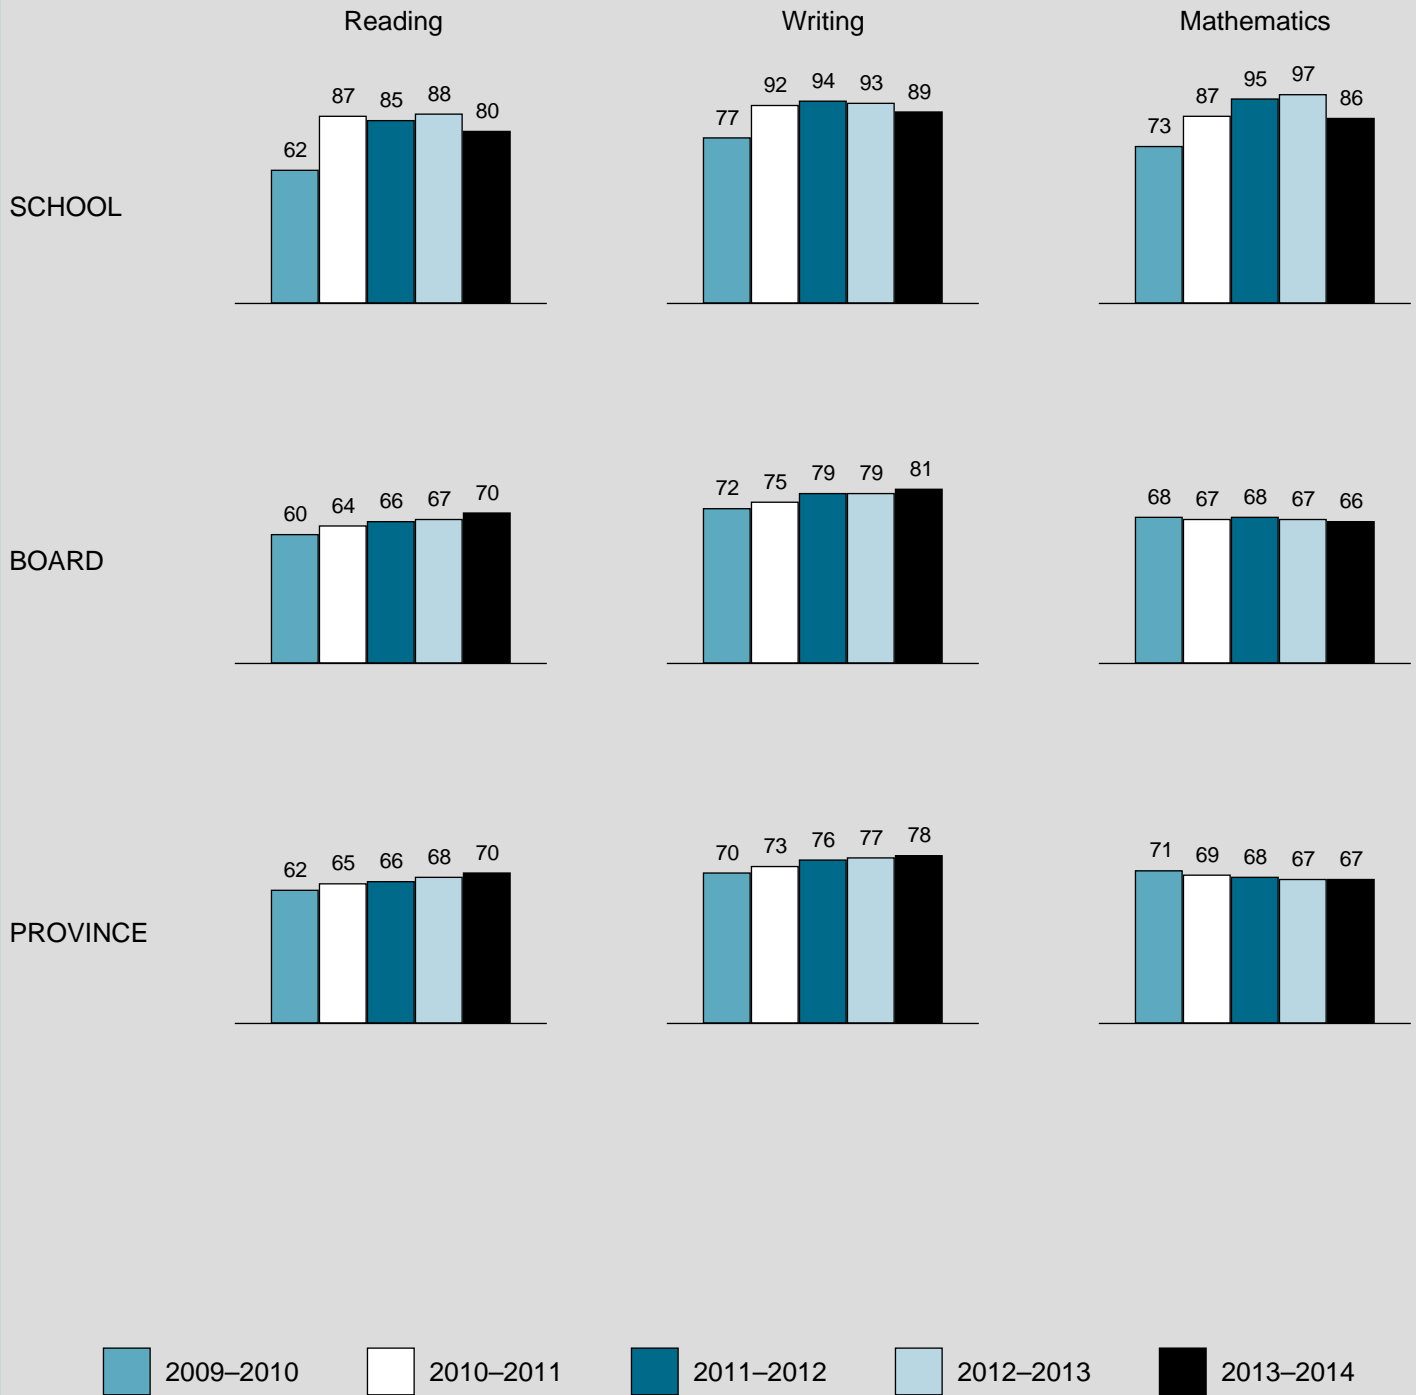 Reading Writing Mathematics
SCHOOL
62 87 85 88 80
77 92 94 93 89
73 87 95 97 86
BOARD
60 64 66 67 70
72 75 79 79 81
68 67 68 67 66
PROVINCE
62 65 66 68 70
70 73 76 77 78
71 69 68 67 67
2009–2010 2010–2011 2011–2012 2012–2013 2013–2014